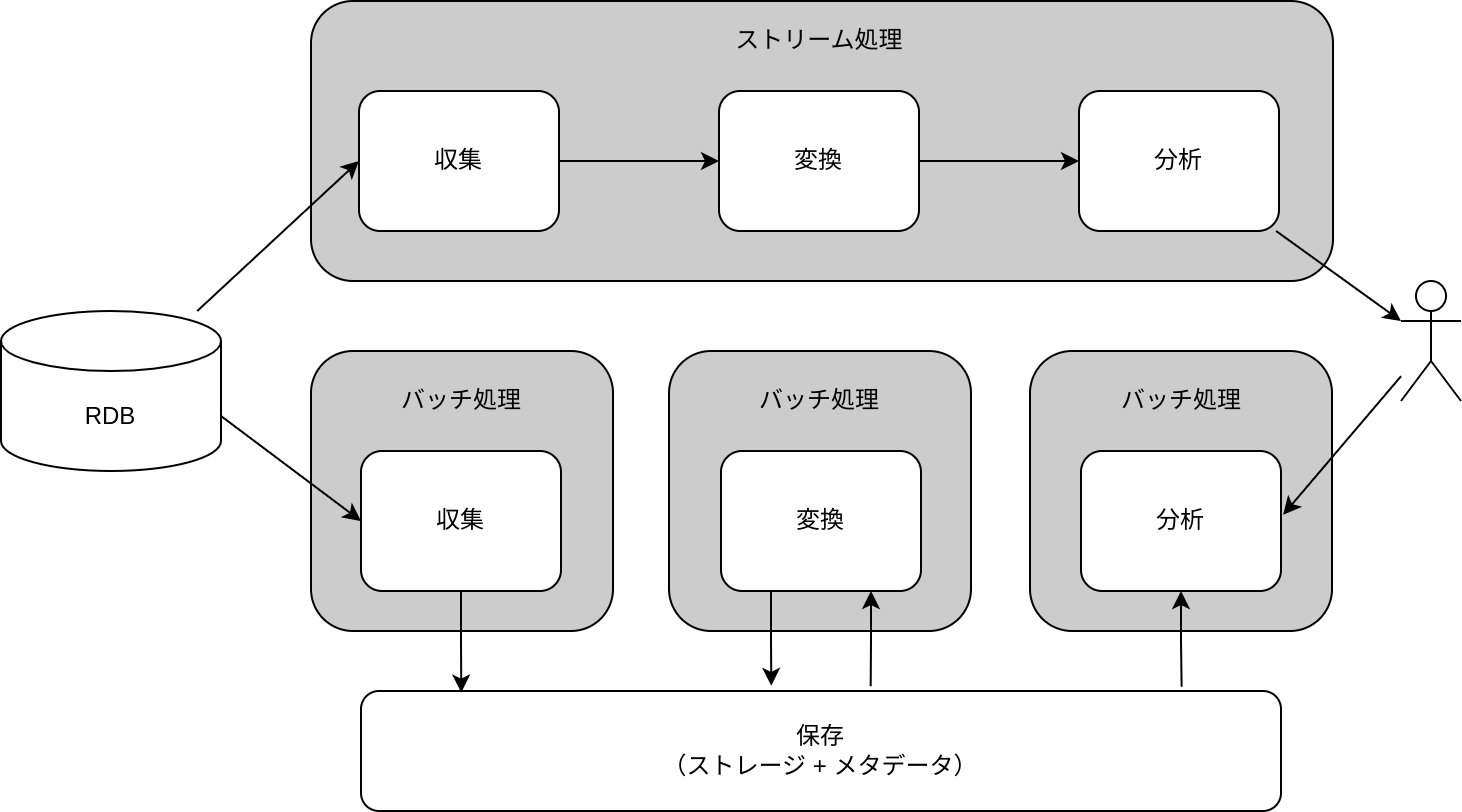 ストリーム処理
収集
変換
分析
RDB
バッチ処理
収集
バッチ処理
変換
バッチ処理
分析
保存
（ストレージ + メタデータ）